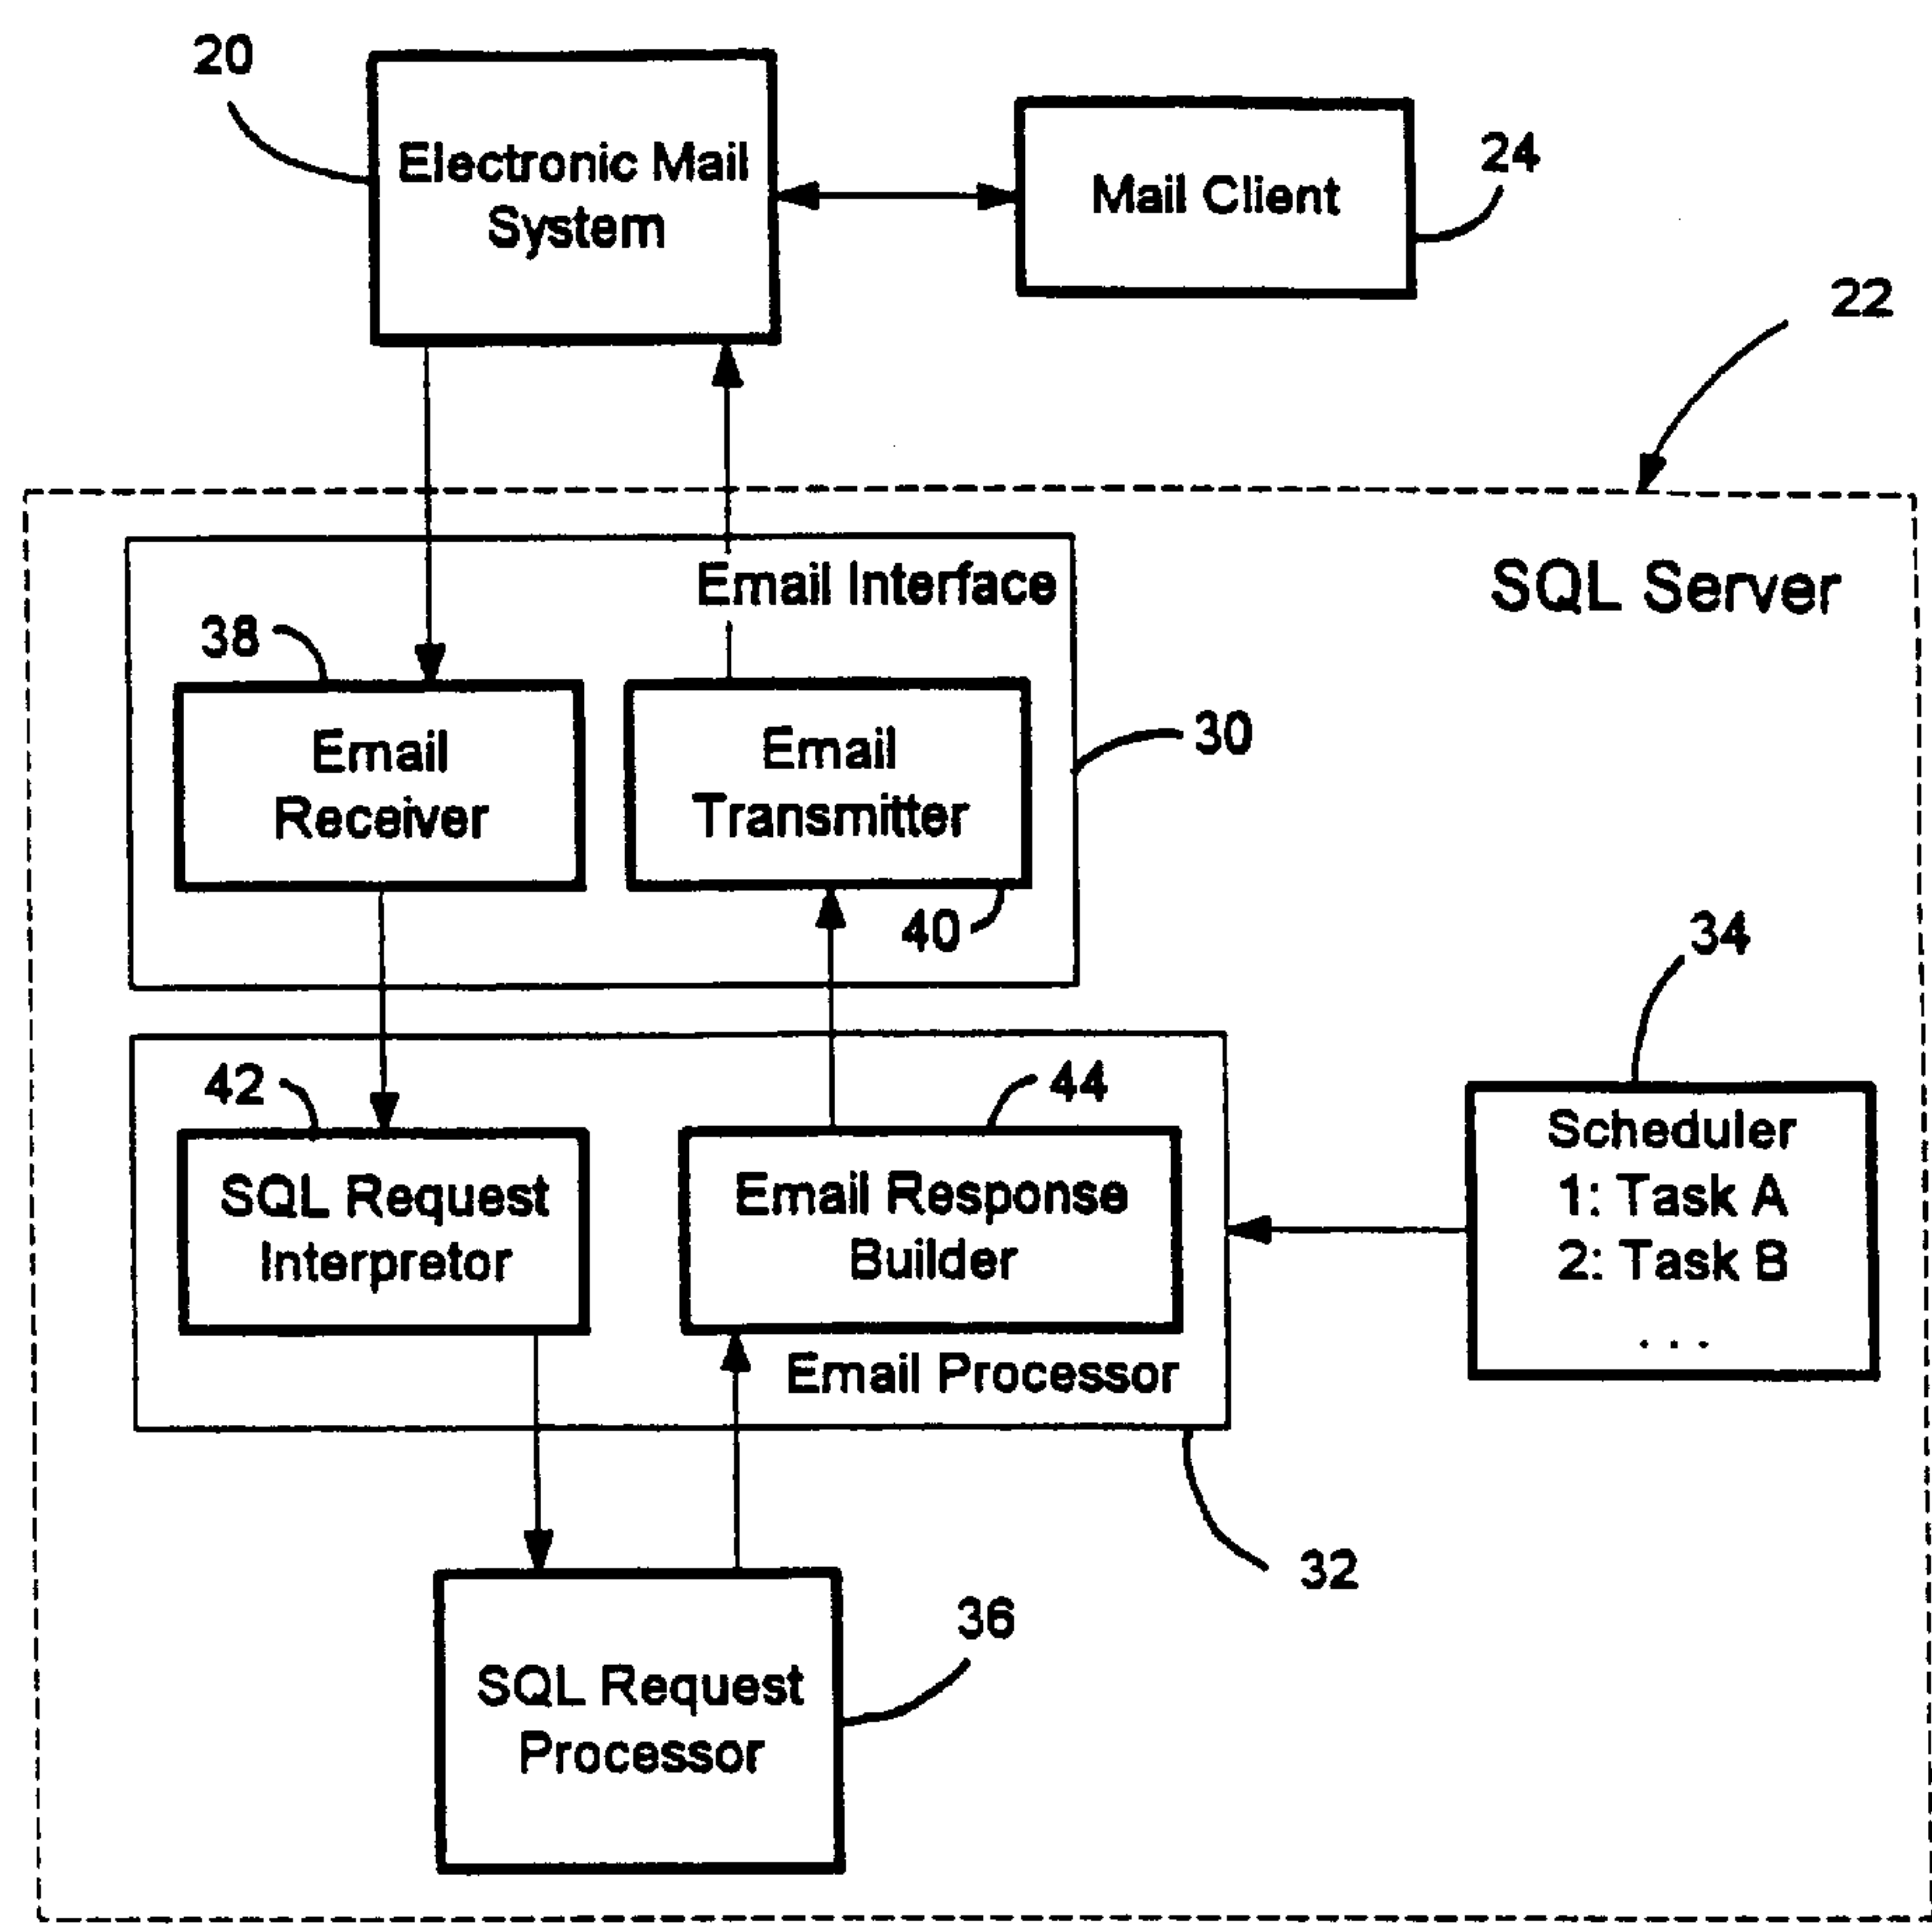 20
Electronic Mail
System
Mail Client
24
22
SQL Server
Email Interface
38
Email
Receiver
Email
Transmitter
30
40
34
42
44
SQL Request
Interpretor
Email Response
Builder
Scheduler
1: Task A
2: Task B
...
Email Processor
32
36
SQL Request
Processor